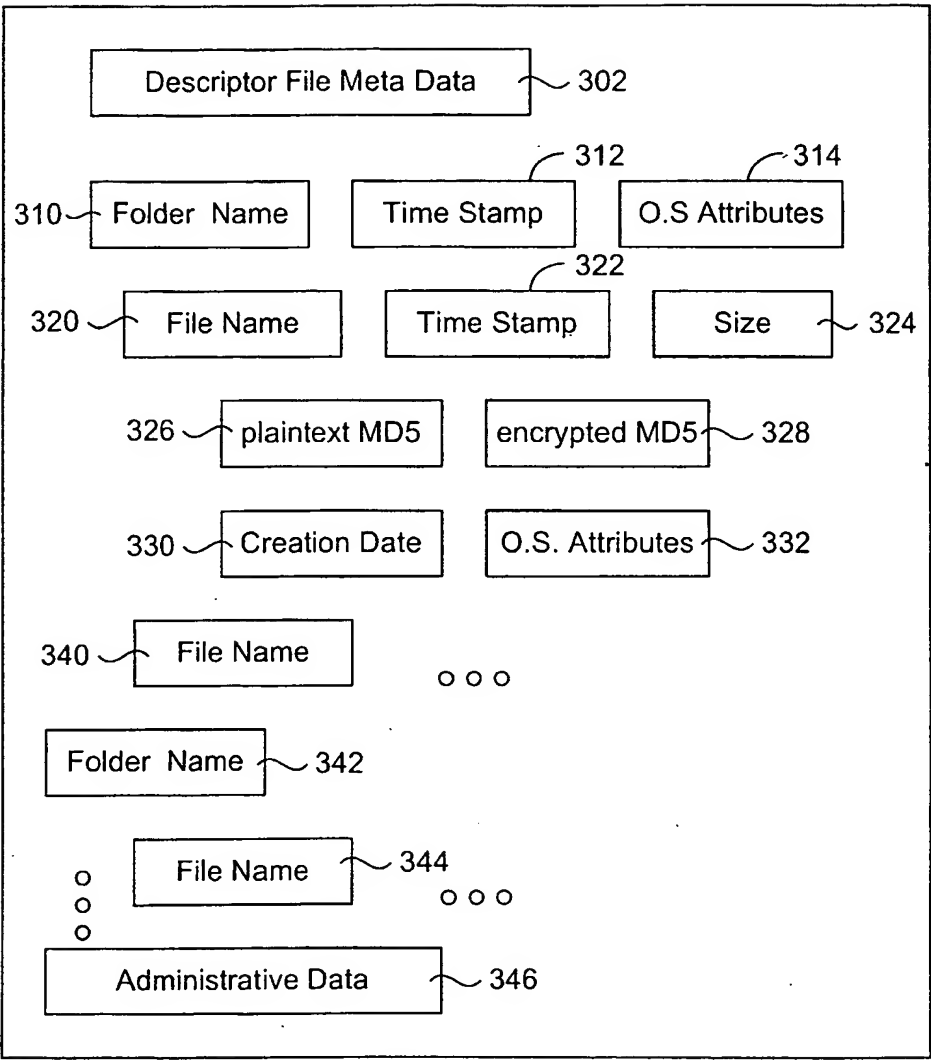 Descriptor File Meta Data 302
312 314
310 Folder Name Time Stamp O.S Attributes
322
320 File Name Time Stamp Size 324
326 plaintext MD5 encrypted MD5 328
330 Creation Date O.S. Attributes 332
340 File Name
Folder Name 342
File Name 344
Administrative Data 346